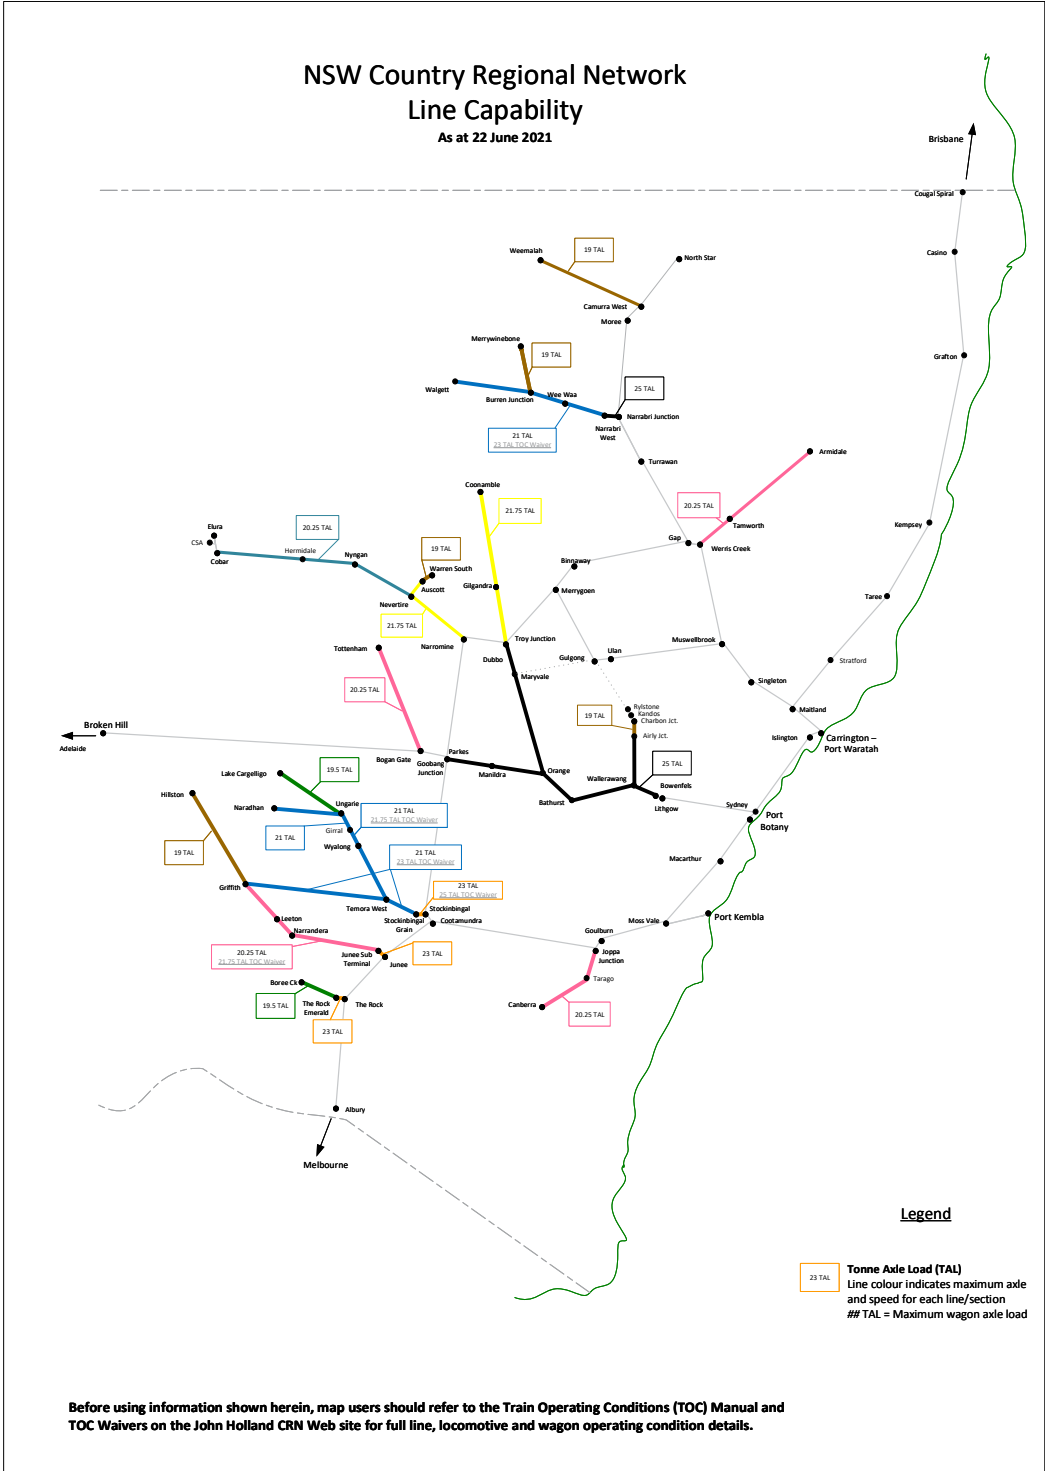 NSW Country Regional Network
Line Capability
As at 22 June 2021
Brisbane
Cougal Spiral
Casino
Weemalah
19 TAL
North Star
Camurra West
Moree
Merrywinebone
19 TAL
Grafton
Walgett
Burren Junction
Wee Waa
25 TAL
Narrabri Junction
Narrabri
West
21 TAL
23 TAL TOC Waiver
Turrawan
Armidale
Coonamble
21.75 TAL
20.25 TAL
Tamworth
Kempsey
Elura
CSA
Cobar
20.25 TAL
Hermidale
Nyngan
19 TAL
Warren South
Auscott
Nevertire
21.75 TAL
Gilgandra
Binnaway
Merrygoen
Gap
Werris Creek
Taree
Tottenham
Narromine
Troy Junction
Dubbo
Maryvale
Gulgong
Ulan
Muswellbrook
Stratford
Singleton
20.25 TAL
19 TAL
Rylstone
Kandos
Charbon Jct.
Airly Jct.
Maitland
Islington
Carrington –
Port Waratah
Broken Hill
Adelaide
Bogan Gate
Parkes
Goobang
Junction
Manildra
Orange
Wallerawang
25 TAL
Bowenfels
Lithgow
Bathurst
Sydney
Port
Botany
Lake Cargelligo
19.5 TAL
Hillston
Naradhan
Ungarie
21 TAL
21.75 TAL TOC Waiver
21 TAL
Girral
Wyalong
19 TAL
21 TAL
23 TAL TOC Waiver
Macarthur
Griffith
Temora West
23 TAL
25 TAL TOC Waiver
Stockinbingal
Stockinbingal
Grain
Cootamundra
Leeton
Narrandera
20.25 TAL
21.75 TAL TOC Waiver
Junee Sub
Terminal
Junee
23 TAL
Moss Vale
Port Kembla
Goulburn
Joppa
Junction
Tarago
Canberra
20.25 TAL
Boree Ck
19.5 TAL
The Rock
Emerald
The Rock
23 TAL
Albury
Melbourne
Legend
23 TAL
Tonne Axle Load (TAL)
Line colour indicates maximum axle
and speed for each line/section
## TAL = Maximum wagon axle load
Before using information shown herein, map users should refer to the Train Operating Conditions (TOC) Manual and
TOC Waivers on the John Holland CRN Web site for full line, locomotive and wagon operating condition details.